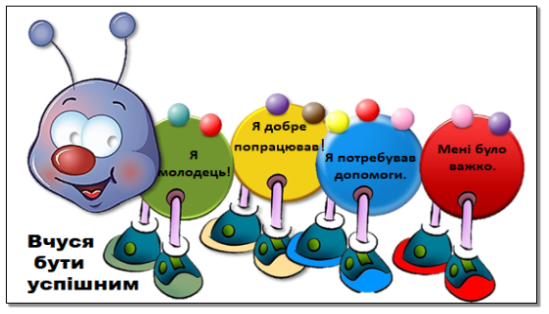 Я
молодець!
Я добре
попрацював!
Я потребував
допомоги.
Мені було
важко.
Вчуся
бути
успішним